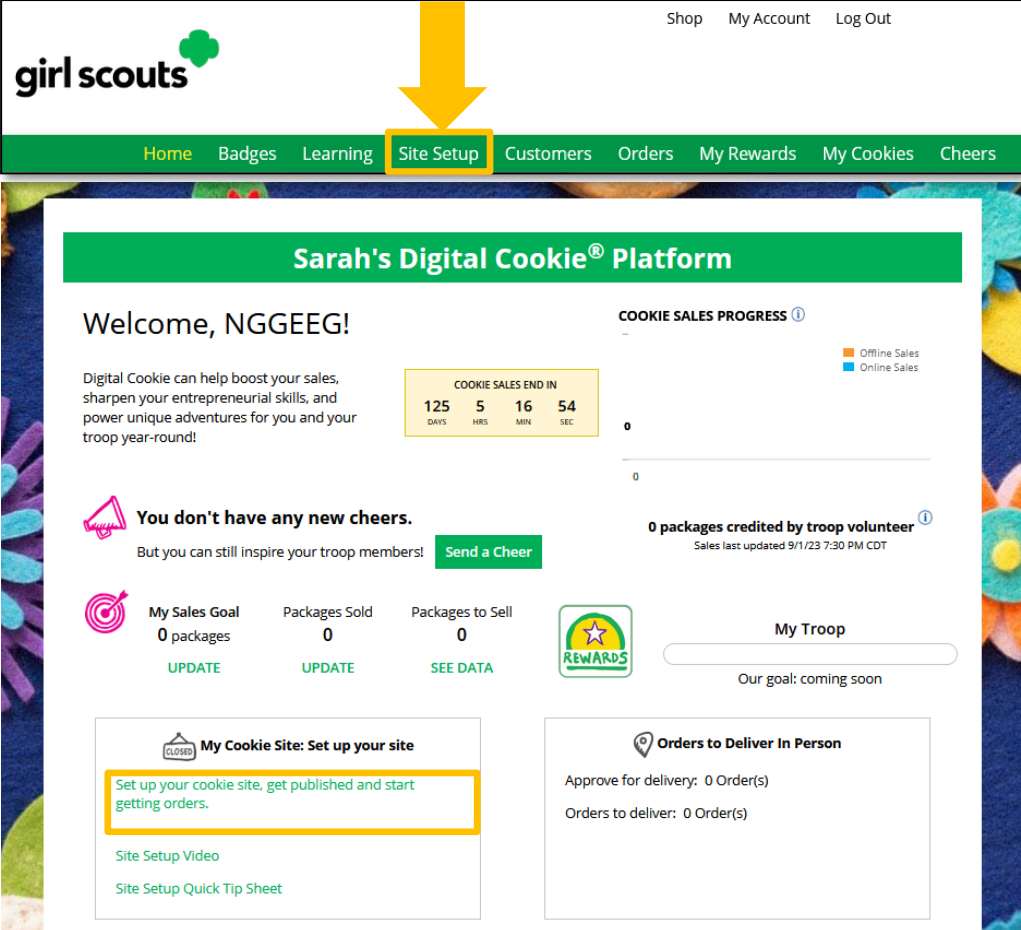 Shop My Account Log Out
girl scouts
Home Badges Learning Site Setup Customers Orders My Rewards My Cookies Cheers
Sarah's Digital Cookie® Platform
Welcome, NGGEEG!
Digital Cookie can help boost your sales,
sharpen your entrepreneurial skills, and
power unique adventures for you and your
troop year-round!
COOKIE SALES END IN
125 5 16 54
DAYS HRS MIN SEC
COOKIE SALES PROGRESS i
Offline Sales
Online Sales
0
0
You don't have any new cheers.
But you can still inspire your troop members! Send a Cheer
0 packages credited by troop volunteer i
Sales last updated 9/1/23 7:30 PM CDT
My Sales Goal Packages Sold Packages to Sell
0 packages 0 0
UPDATE UPDATE SEE DATA
REWARDS
My Troop
Our goal: coming soon
CLOSED My Cookie Site: Set up your site
Set up your cookie site, get published and start
getting orders.
Site Setup Video
Site Setup Quick Tip Sheet
Orders to Deliver In Person
Approve for delivery: 0 Order(s)
Orders to deliver: 0 Order(s)